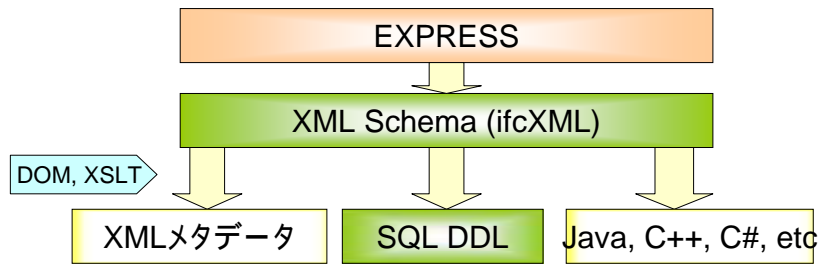 EXPRESS
XML Schema (ifcXML)
DOM, XSLT
XMLメタデータ
SQL DDL
Java, C++, C#, etc